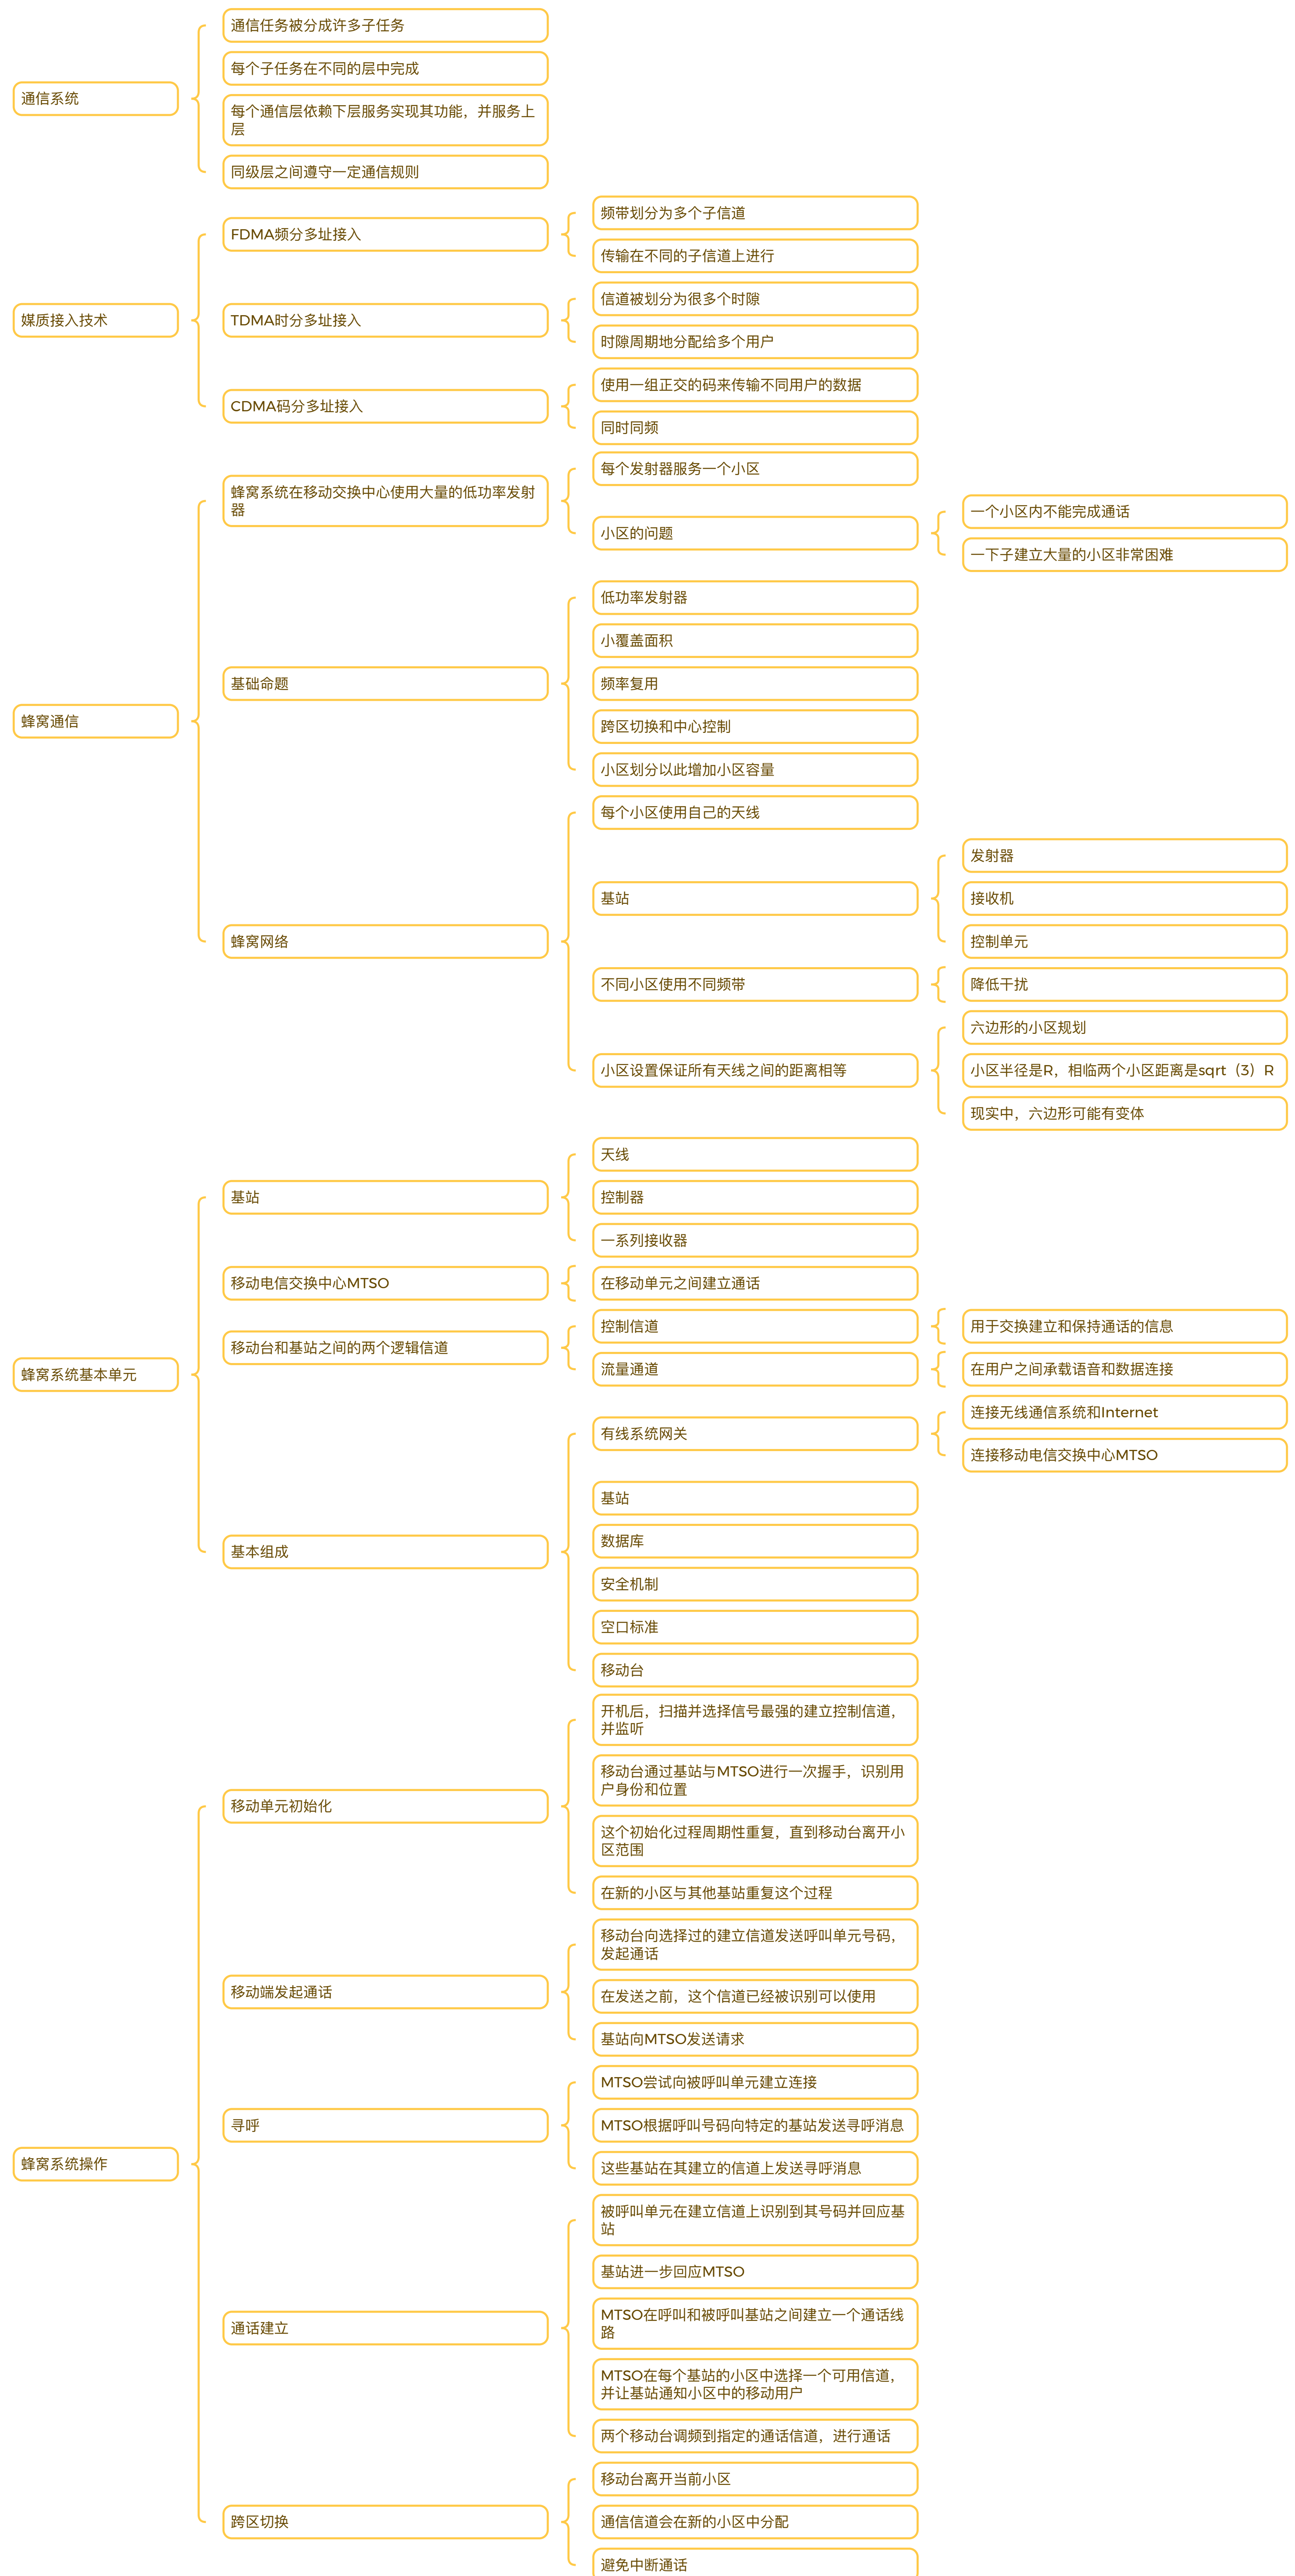 通信系统
通信任务被分成许多子任务
每个子任务在不同的层中完成
每个通信层依赖下层服务实现其功能，并服务上
层
同级层之间遵守一定通信规则
媒质接入技术
FDMA频分多址接入
频带划分为多个子信道
传输在不同的子信道上进行
TDMA时分多址接入
信道被划分为很多个时隙
时隙周期地分配给多个用户
CDMA码分多址接入
使用一组正交的码来传输不同用户的数据
同时同频
蜂窝通信
蜂窝系统在移动交换中心使用大量的低功率发射
器
每个发射器服务一个小区
小区的问题
一个小区内不能完成通话
一下子建立大量的小区非常困难
基础命题
低功率发射器
小覆盖面积
频率复用
跨区切换和中心控制
小区划分以此增加小区容量
蜂窝网络
每个小区使用自己的天线
基站
发射器
接收机
控制单元
不同小区使用不同频带
降低干扰
小区设置保证所有天线之间的距离相等
六边形的小区规划
小区半径是R，相临两个小区距离是sqrt（3）R
现实中，六边形可能有变体
蜂窝系统基本单元
基站
天线
控制器
一系列接收器
移动电信交换中心MTSO
在移动单元之间建立通话
移动台和基站之间的两个逻辑信道
控制信道
用于交换建立和保持通话的信息
流量通道
在用户之间承载语音和数据连接
基本组成
有线系统网关
连接无线通信系统和Internet
连接移动电信交换中心MTSO
基站
数据库
安全机制
空口标准
移动台
蜂窝系统操作
移动单元初始化
开机后，扫描并选择信号最强的建立控制信道，
并监听
移动台通过基站与MTSO进行一次握手，识别用
户身份和位置
这个初始化过程周期性重复，直到移动台离开小
区范围
在新的小区与其他基站重复这个过程
移动端发起通话
移动台向选择过的建立信道发送呼叫单元号码，
发起通话
在发送之前，这个信道已经被识别可以使用
基站向MTSO发送请求
寻呼
MTSO尝试向被呼叫单元建立连接
MTSO根据呼叫号码向特定的基站发送寻呼消息
这些基站在其建立的信道上发送寻呼消息
通话建立
被呼叫单元在建立信道上识别到其号码并回应基
站
基站进一步回应MTSO
MTSO在呼叫和被呼叫基站之间建立一个通话线
路
MTSO在每个基站的小区中选择一个可用信道，
并让基站通知小区中的移动用户
两个移动台调频到指定的通话信道，进行通话
跨区切换
移动台离开当前小区
通信信道会在新的小区中分配
避免中断通话